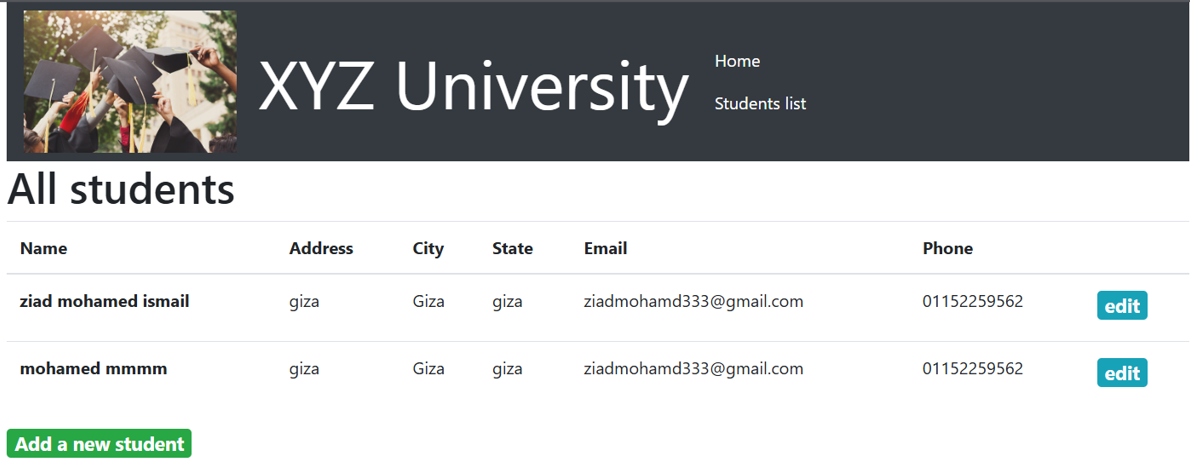 XYZ University
Home
Students list
All students
Name Address City State Email Phone
ziad mohamed ismail giza Giza giza ziadmohamd333@gmail.com 01152259562 edit
mohamed mmmm giza Giza giza ziadmohamd333@gmail.com 01152259562 edit
Add a new student